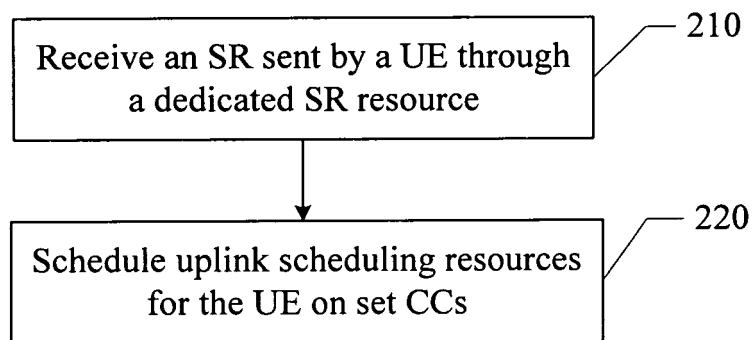 210
Receive an SR sent by a UE through
a dedicated SR resource
220
Schedule uplink scheduling resources
for the UE on set CCs